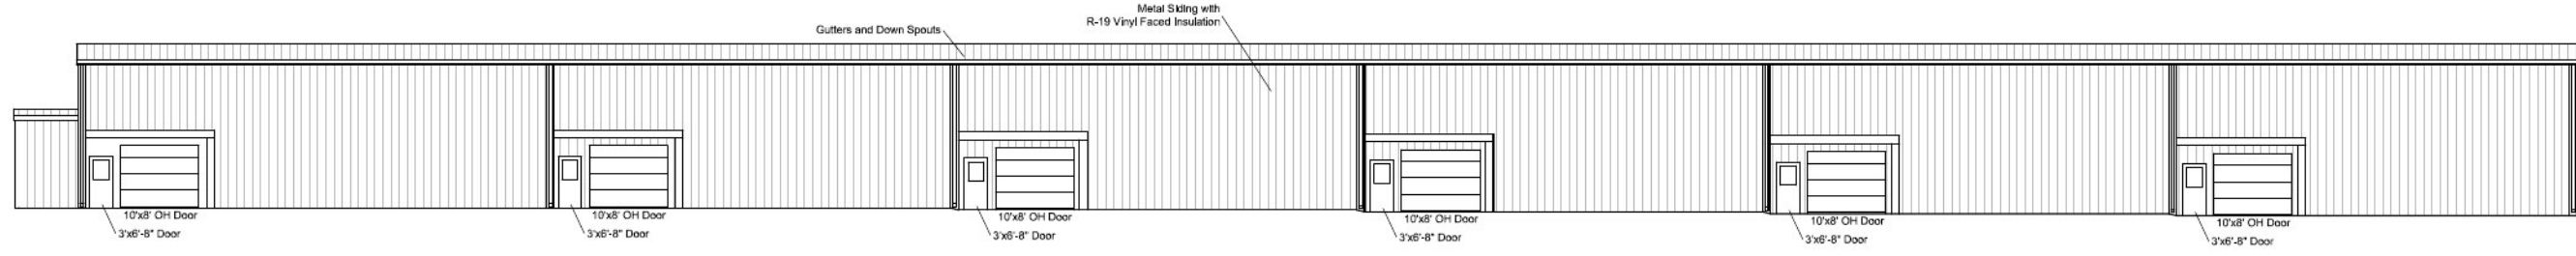 Metal Siding with
R-19 Vinyl Faced Insulation
Gutters and Down Spouts
10'x8' OH Door
3'x6'-8" Door
10'x8' OH Door
3'x6'-8" Door
10'x8' OH Door
3'x6'-8" Door
10'x8' OH Door
3'x6'-8" Door
10'x8' OH Door
3'x6'-8" Door
10'x8' OH Door
3'x6'-8" Door